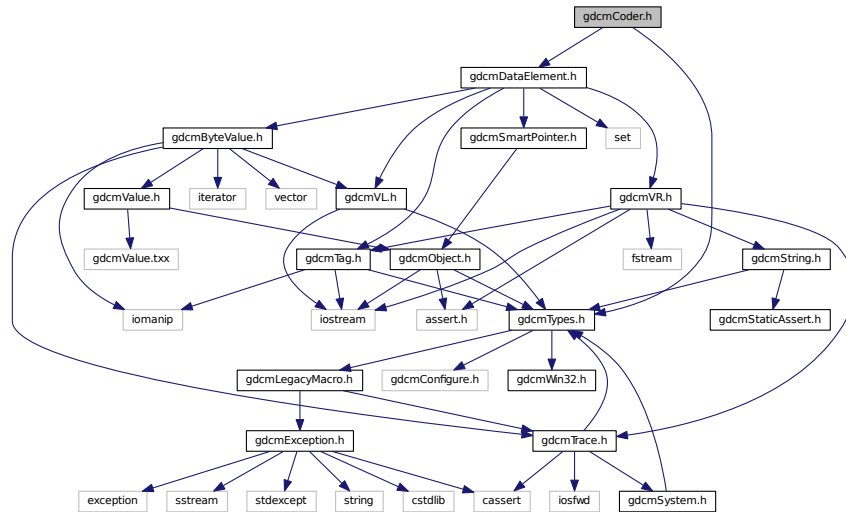 gdcmCoder.h
gdcmDataElement.h
gdcmByteValue.h
gdcmSmartPointer.h
set
gdcmValue.h
iterator
vector
gdcmVL.h
gdcmVR.h
gdcmValue.txx
gdcmTag.h
gdcmObject.h
fstream
gdcmString.h
iomanip
iostream
assert.h
gdcmTypes.h
gdcmStaticAssert.h
gdcmLegacyMacro.h
gdcmConfigure.h
gdcmWin32.h
gdcmException.h
gdcmTrace.h
exception
sstream
stdexcept
string
cstdlib
cassert
iosfwd
gdcmSystem.h